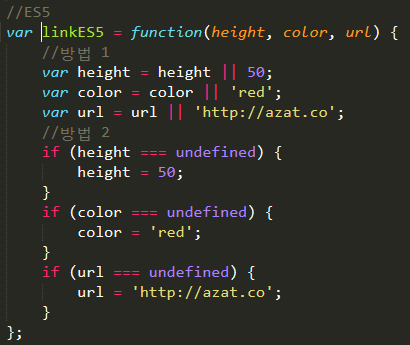 //ES5
var linkES5 = function(height, color, url) {
    //방법 1
    var height = height || 50;
    var color = color || 'red';
    var url = url || 'http://azat.co';
    //방법 2
    if (height === undefined) {
        height = 50;
    }
    if (color === undefined) {
        color = 'red';
    }
    if (url === undefined) {
        url = 'http://azat.co';
    }
};